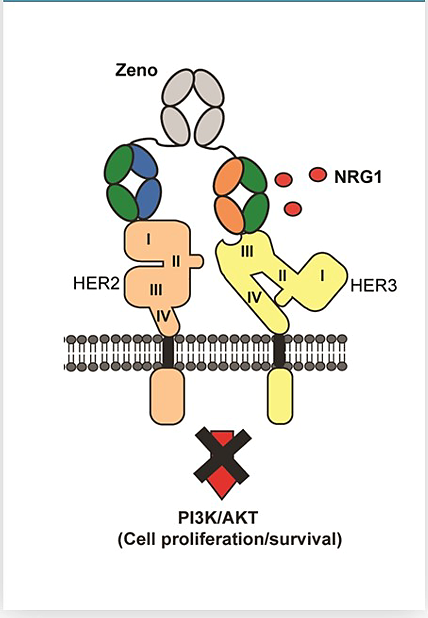 Zeno
NRG1
I
II
III
IV
HER2
III
II
I
IV
HER3
PI3K/AKT
(Cell proliferation/survival)